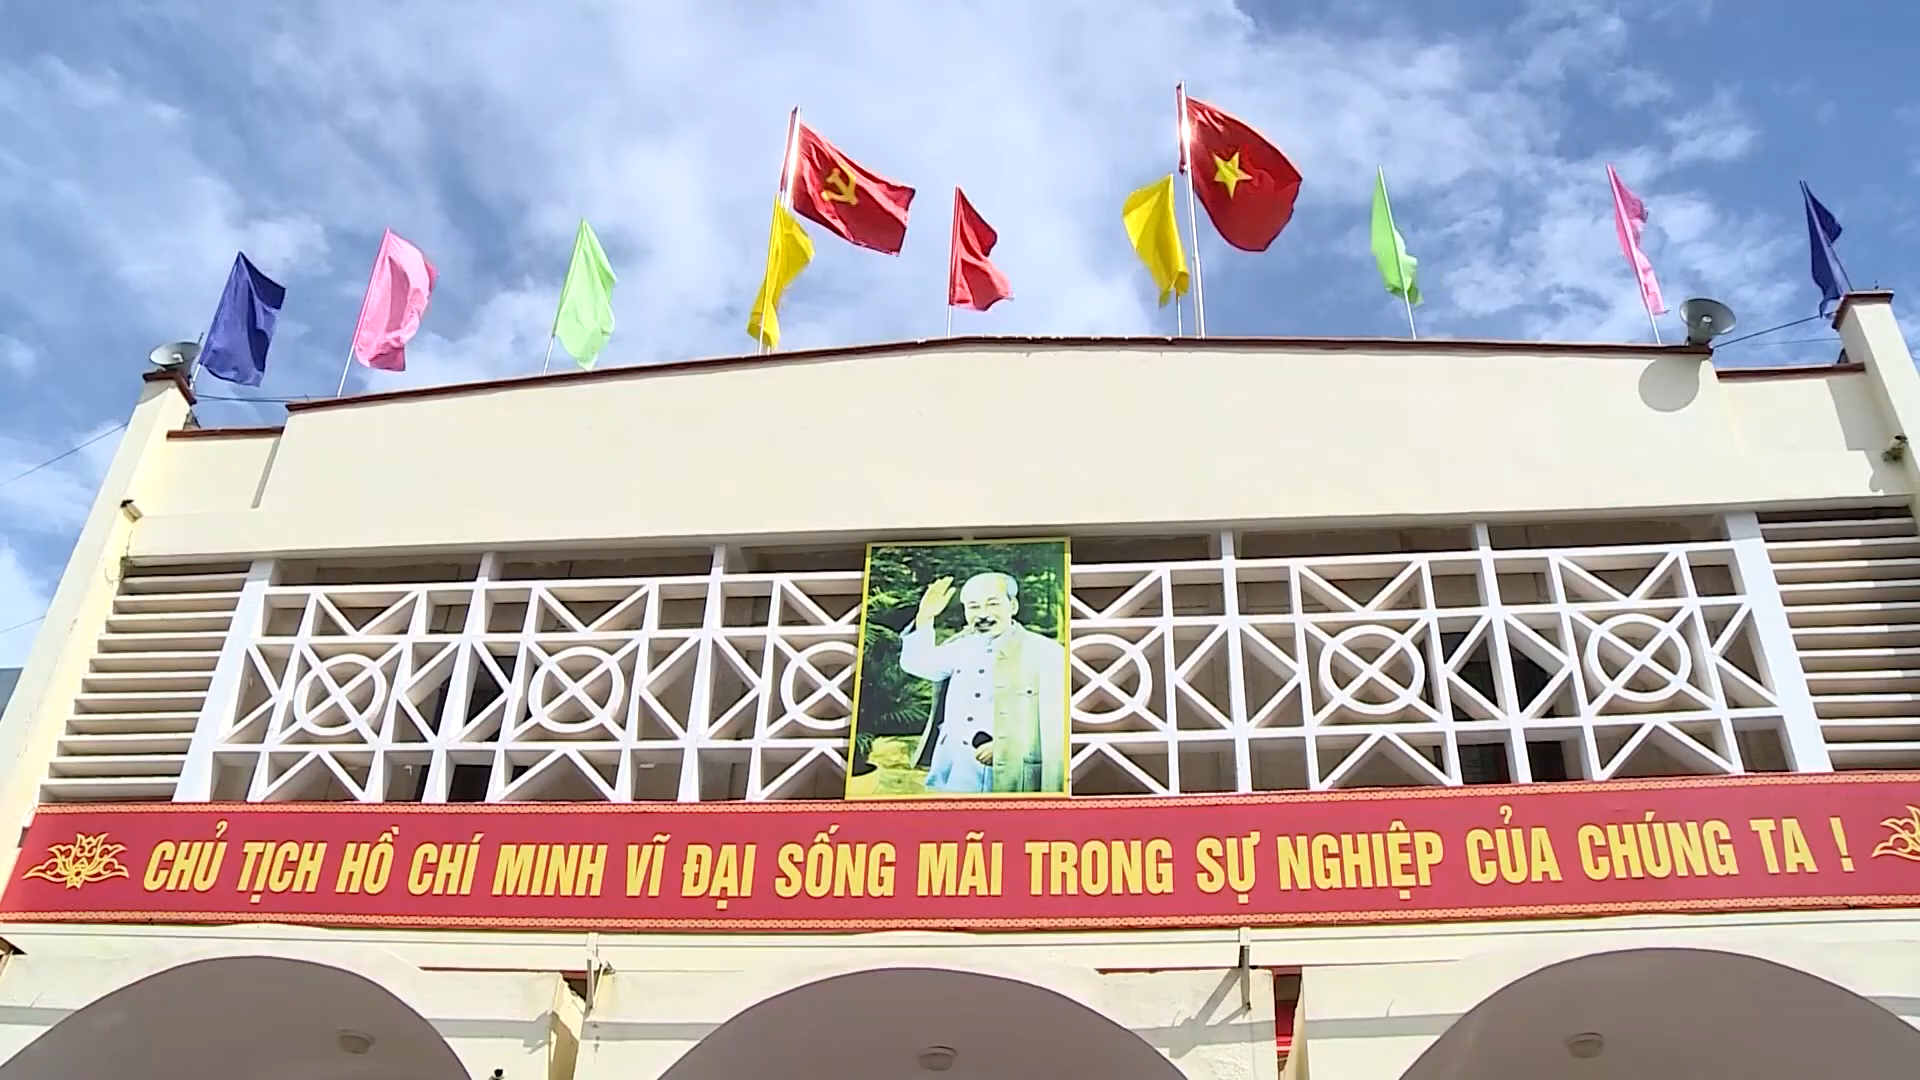 CHỦ TỊCH HỒ CHÍ MINH VĨ ĐẠI SỐNG MÃI TRONG SỰ NGHIỆP CỦA CHÚNG TA !